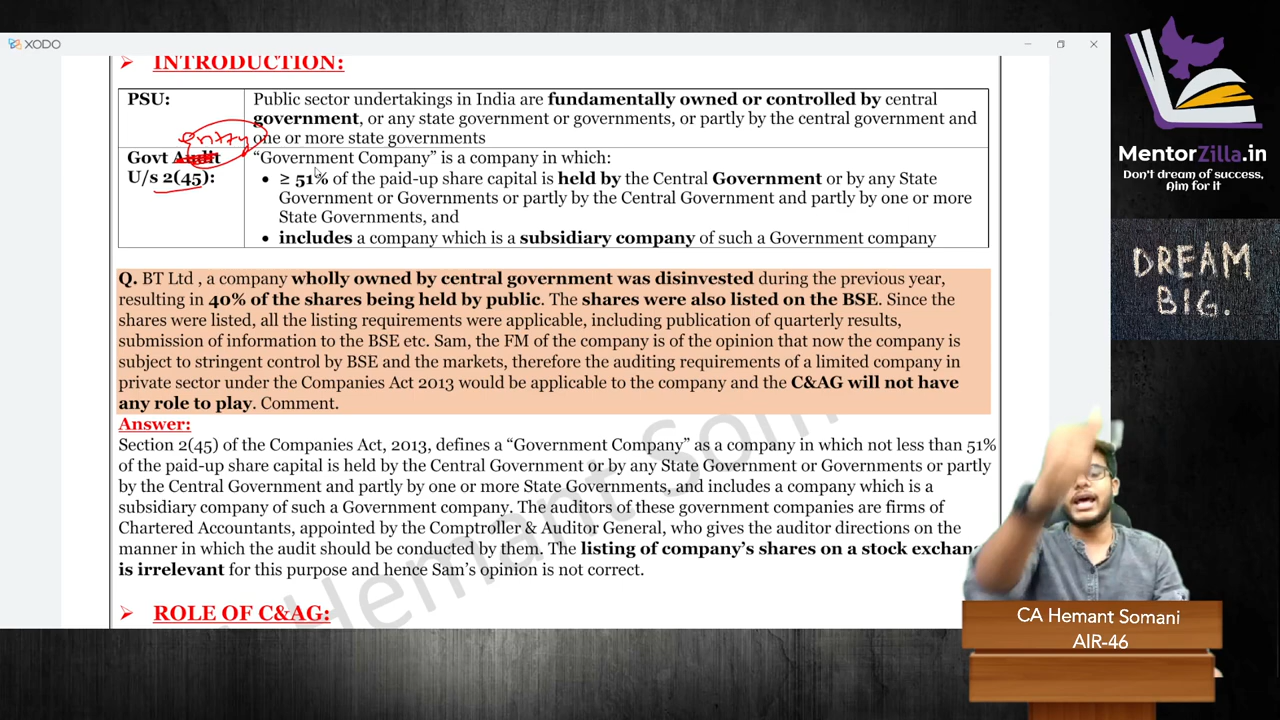 XODO
INTRODUCTION:
PSU:
Public sector undertakings in India are fundamentally owned or controlled by central
government, or any state government or governments, or partly by the central government and
one or more state governments
entity
Govt Audit
U/s 2(45):
“Government Company” is a company in which:
≥ 51% of the paid-up share capital is held by the Central Government or by any State
Government or Governments or partly by the Central Government and partly by one or more
State Governments, and
includes a company which is a subsidiary company of such a Government company
Q. BT Ltd , a company wholly owned by central government was disinvested during the previous year,
resulting in 40% of the shares being held by public. The shares were also listed on the BSE. Since the
shares were listed, all the listing requirements were applicable, including publication of quarterly results,
submission of information to the BSE etc. Sam, the FM of the company is of the opinion that now the company is
subject to stringent control by BSE and the markets, therefore the auditing requirements of a limited company in
private sector under the Companies Act 2013 would be applicable to the company and the C&AG will not have
any role to play. Comment.
Answer:
Section 2(45) of the Companies Act, 2013, defines a “Government Company” as a company in which not less than 51%
of the paid-up share capital is held by the Central Government or by any State Government or Governments or partly
by the Central Government and partly by one or more State Governments, and includes a company which is a
subsidiary company of such a Government company. The auditors of these government companies are firms of
Chartered Accountants, appointed by the Comptroller & Auditor General, who gives the auditor directions on the
manner in which the audit should be conducted by them. The listing of company’s shares on a stock exchan
is irrelevant for this purpose and hence Sam’s opinion is not correct.
ROLE OF C&AG:
Hemant Som
MentorZilla.in
Don't dream of success,
Aim for it
DREAM
BIG.
CA Hemant Somani
AIR-46